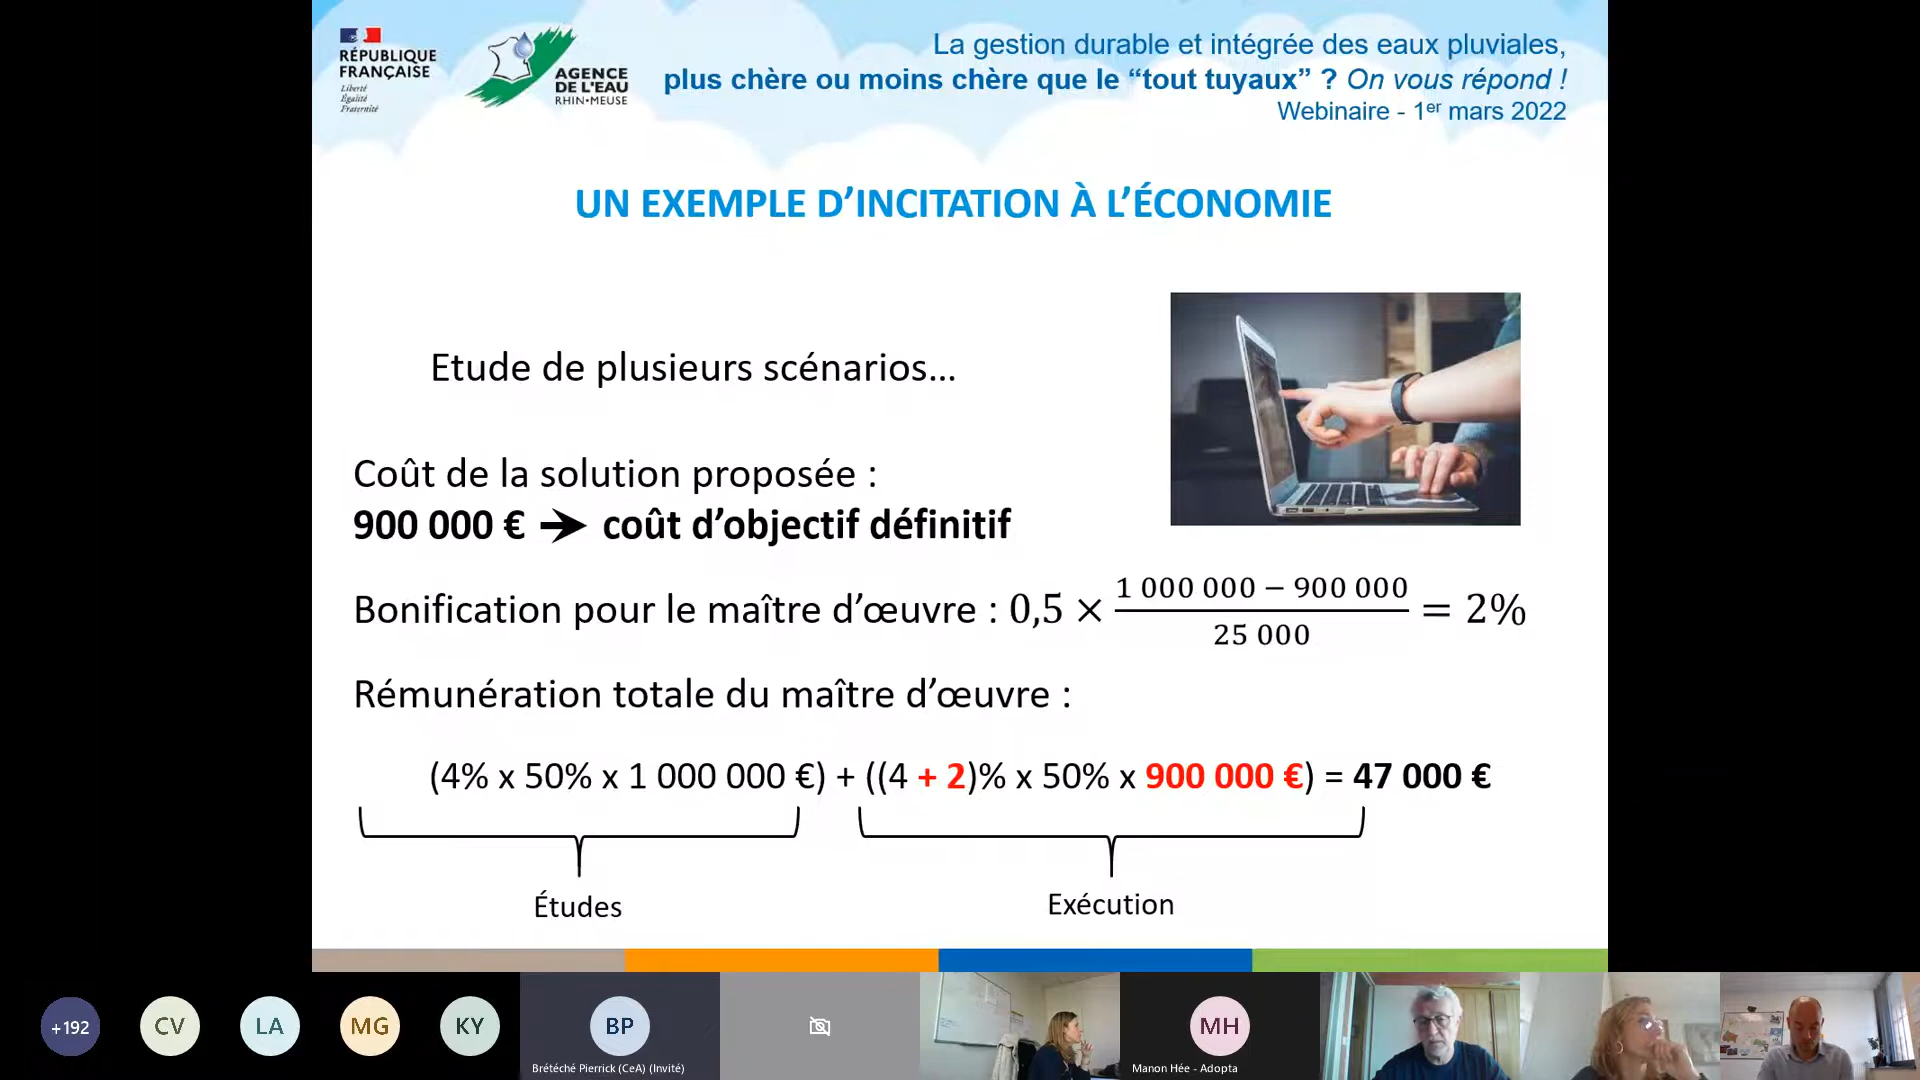 RÉPUBLIQUE
FRANÇAISE
Liberté
Égalité
Fraternité
AGENCE
DE L'EAU
RHIN•MEUSE
La gestion durable et intégrée des eaux pluviales,
plus chère ou moins chère que le “tout tuyaux” ? On vous répond !
Webinaire - 1er mars 2022
UN EXEMPLE D’INCITATION À L’ÉCONOMIE
Etude de plusieurs scénarios...
Coût de la solution proposée :
900 000 € ➔ coût d’objectif définitif
Bonification pour le maître d’œuvre : 0,5 × (1 000 000 − 900 000) / 25 000 = 2%
Rémunération totale du maître d’œuvre :
(4% x 50% x 1 000 000 €) + ((4 + 2)% x 50% x 900 000 €) = 47 000 €
Études
Exécution
+192
CV
LA
MG
KY
BP
Brétéché Pierrick (CeA) (Invité)
MH
Manon Hée - Adopta